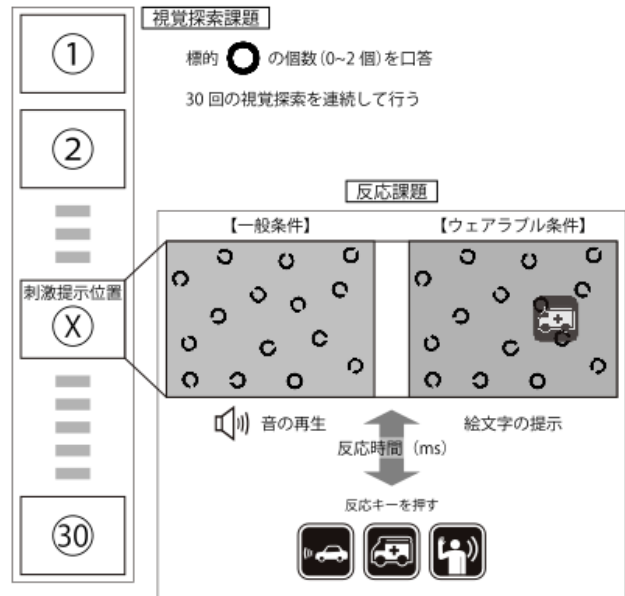 視覚探索課題
標的 の個数(0~2 個)を口答
30 回の視覚探索を連続して行う
①
②
刺激提示位置
Ⓧ
㉚
反応課題
【一般条件】
【ウェアラブル条件】
音の再生
絵文字の提示
反応時間 (ms)
反応キーを押す